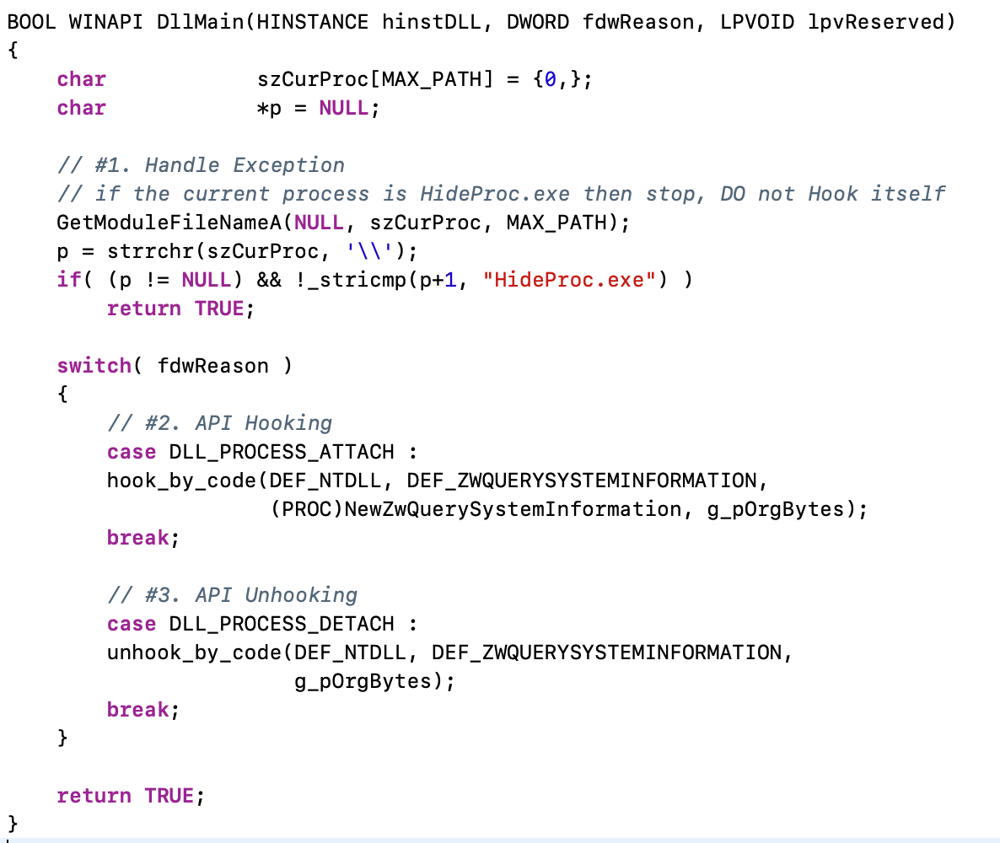 BOOL WINAPI DllMain(HINSTANCE hinstDLL, DWORD fdwReason, LPVOID lpvReserved)
{
    char            szCurProc[MAX_PATH] = {0,};
    char            *p = NULL;

    // #1. Handle Exception
    // if the current process is HideProc.exe then stop, DO not Hook itself
    GetModuleFileNameA(NULL, szCurProc, MAX_PATH);
    p = strrchr(szCurProc, '\\');
    if( (p != NULL) && !_stricmp(p+1, "HideProc.exe") )
        return TRUE;

    switch( fdwReason )
    {
        // #2. API Hooking
        case DLL_PROCESS_ATTACH :
        hook_by_code(DEF_NTDLL, DEF_ZWQUERYSYSTEMINFORMATION,
                     (PROC)NewZwQuerySystemInformation, g_pOrgBytes);
        break;

        // #3. API Unhooking
        case DLL_PROCESS_DETACH :
        unhook_by_code(DEF_NTDLL, DEF_ZWQUERYSYSTEMINFORMATION,
                       g_pOrgBytes);
        break;
    }

    return TRUE;
}